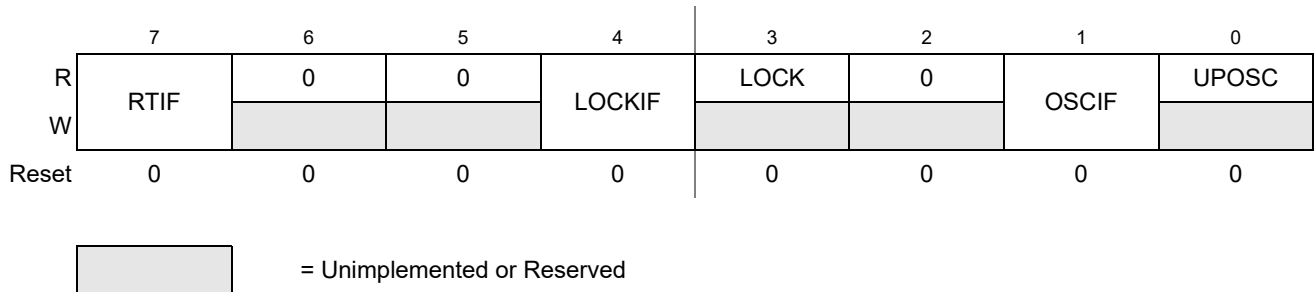 7 6 5 4 3 2 1 0
R RTIF 0 0 LOCKIF LOCK 0 OSCIF UPOSC
W
Reset 0 0 0 0 0 0 0 0
= Unimplemented or Reserved